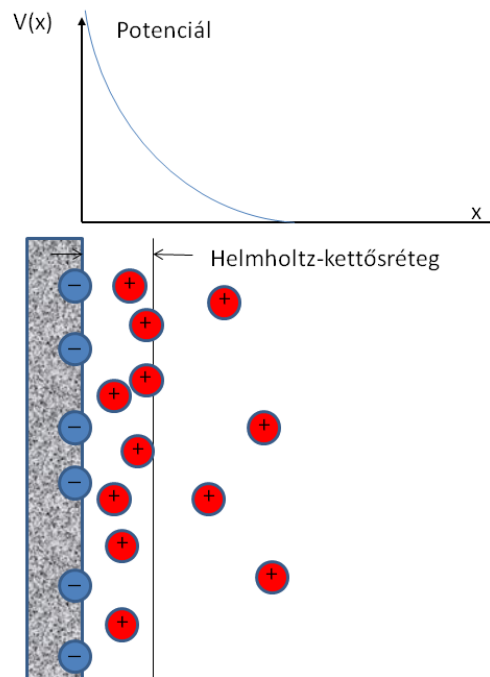 V(x)
Potenciál
x
Helmholtz-kettősréteg
− + +
+
−
+
+
− +
+
−
+ +
+
+
−
+
−